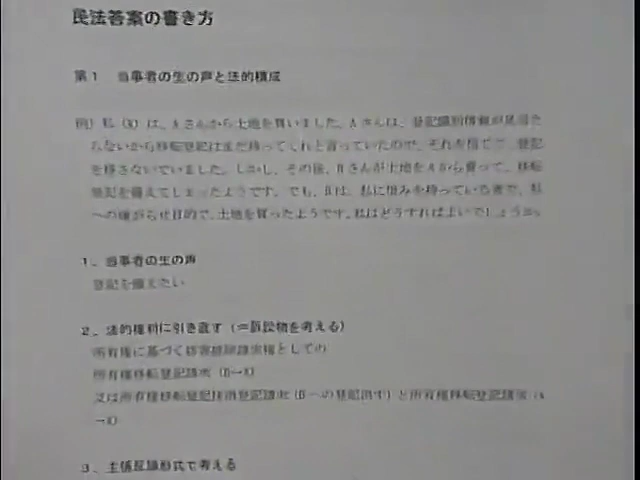 民法答案の書き方
第1 当事者の生の声と法的構成
例）私（X）は、Aさんから土地を買いました。Aさんは、登記識別情報が見当た
らないから移転登記はまだ待ってくれと言っていたので、それを信じて、登記
を移さないでいました。しかし、その後、Bさんが土地をAから買って、移転
登記を備えてしまったようです。でも、Bは、私に恨みを持っている者で、私
への嫌がらせ目的で、土地を買ったようです。私はどうすればよいでしょうか。
1．当事者の生の声
登記を備えたい
2．法的権利に引き直す（＝訴訟物を考える）
所有権に基づく妨害排除請求権としての
所有権移転登記請求（B→X）
又は所有権移転登記抹消登記請求（Bへの登記消す）と所有権移転登記請求（A
→X）
3．主張反論形式で考える